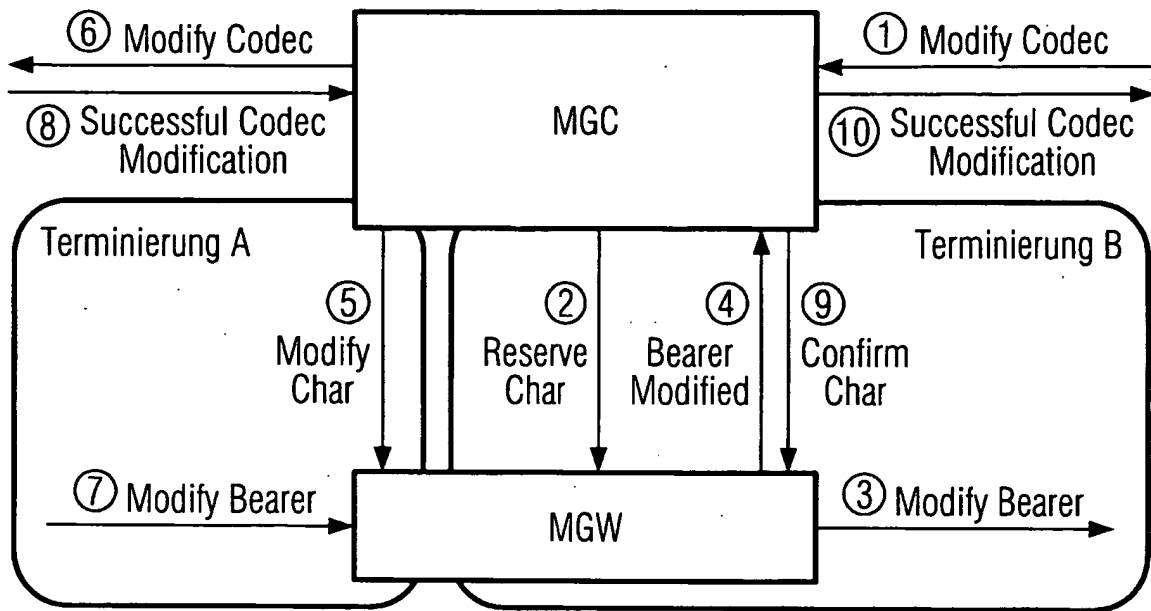 ⑥ Modify Codec
① Modify Codec
⑧ Successful Codec
Modification
MGC
⑩ Successful Codec
Modification
Terminierung A
Terminierung B
⑤
Modify
Char
②
Reserve
Char
④
Bearer
Modified
⑨
Confirm
Char
⑦ Modify Bearer
MGW
③ Modify Bearer